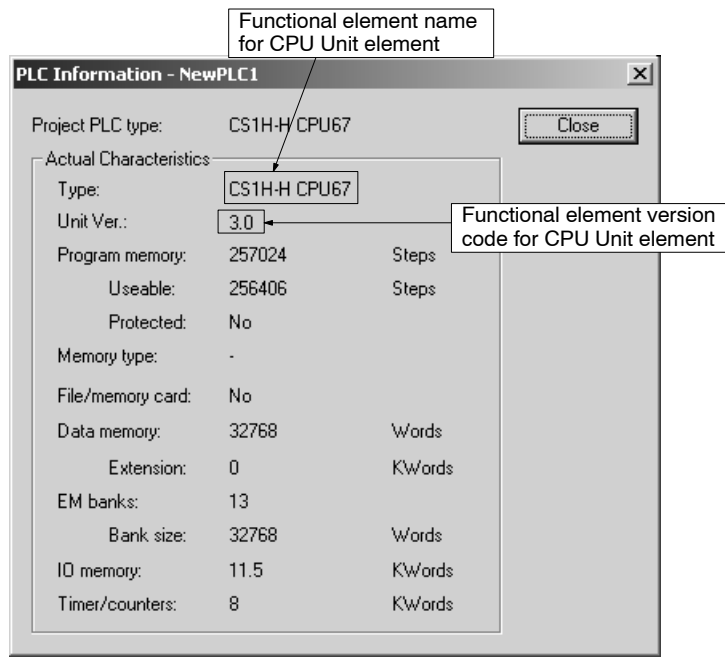 Functional element name
for CPU Unit element
PLC Information - NewPLC1
Project PLC type: CS1H-H CPU67 Close
Actual Characteristics
Type: CS1H-H CPU67
Unit Ver.: 3.0
Functional element version
code for CPU Unit element
Program memory: 257024 Steps
Useable: 256406 Steps
Protected: No
Memory type: -
File/memory card: No
Data memory: 32768 Words
Extension: 0 KWords
EM banks: 13
Bank size: 32768 Words
IO memory: 11.5 KWords
Timer/counters: 8 KWords